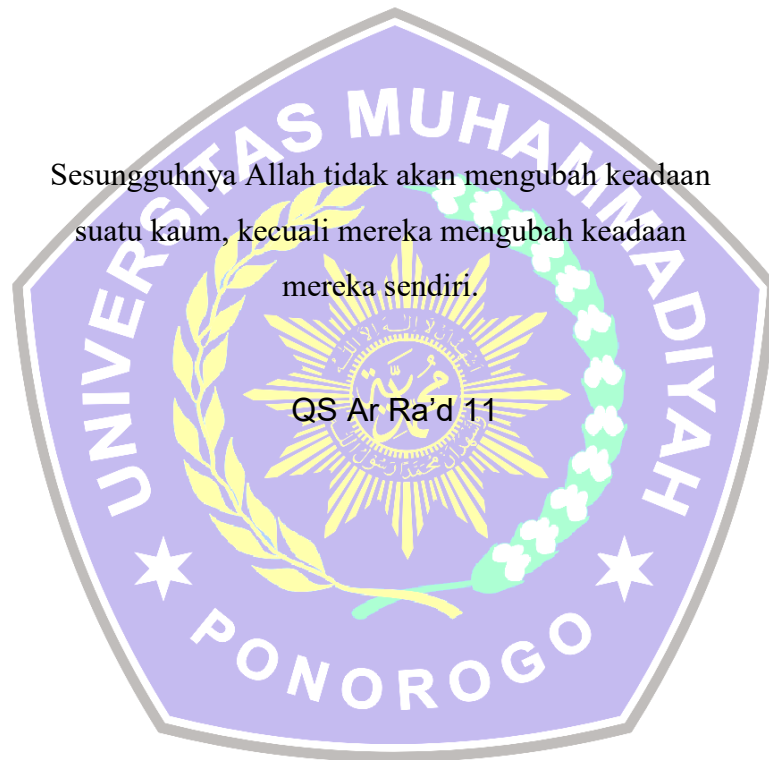 UNIVERSITAS MUHAMMADIYAH
Sesungguhnya Allah tidak akan mengubah keadaan
suatu kaum, kecuali mereka mengubah keadaan
mereka sendiri.
محمدية
QS Ar Ra’d 11
PONOROGO